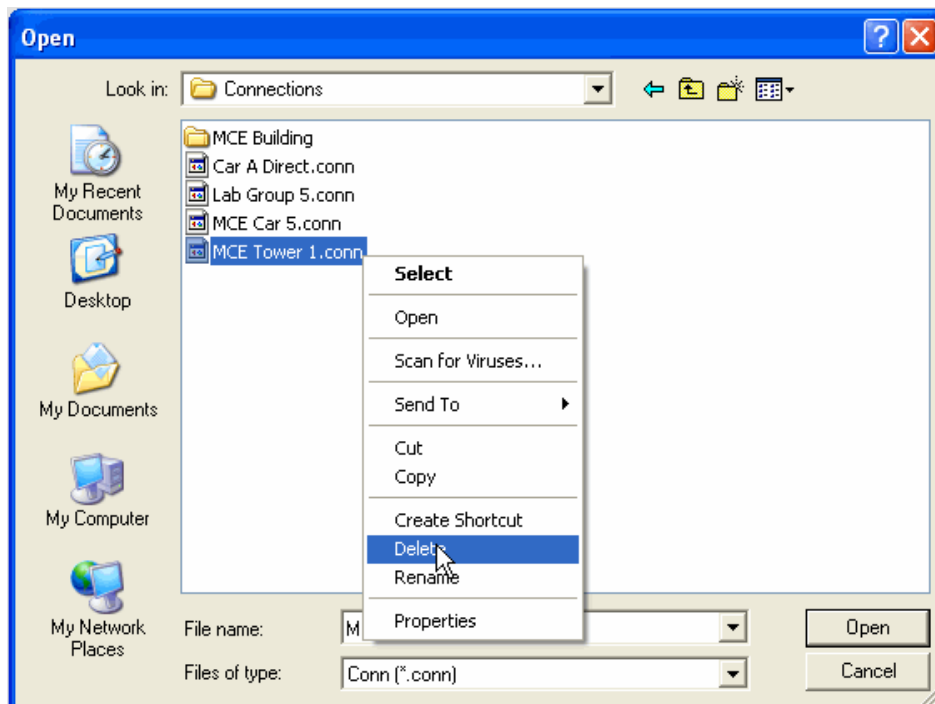 Open
Look in:
Connections
My Recent
Documents
Desktop
My Documents
My Computer
My Network
Places
MCE Building
Car A Direct.conn
Lab Group 5.conn
MCE Car 5.conn
MCE Tower 1.conn
Select
Open
Scan for Viruses...
Send To
Cut
Copy
Create Shortcut
Delete
Rename
Properties
File name:
M
Open
Files of type:
Conn (*.conn)
Cancel